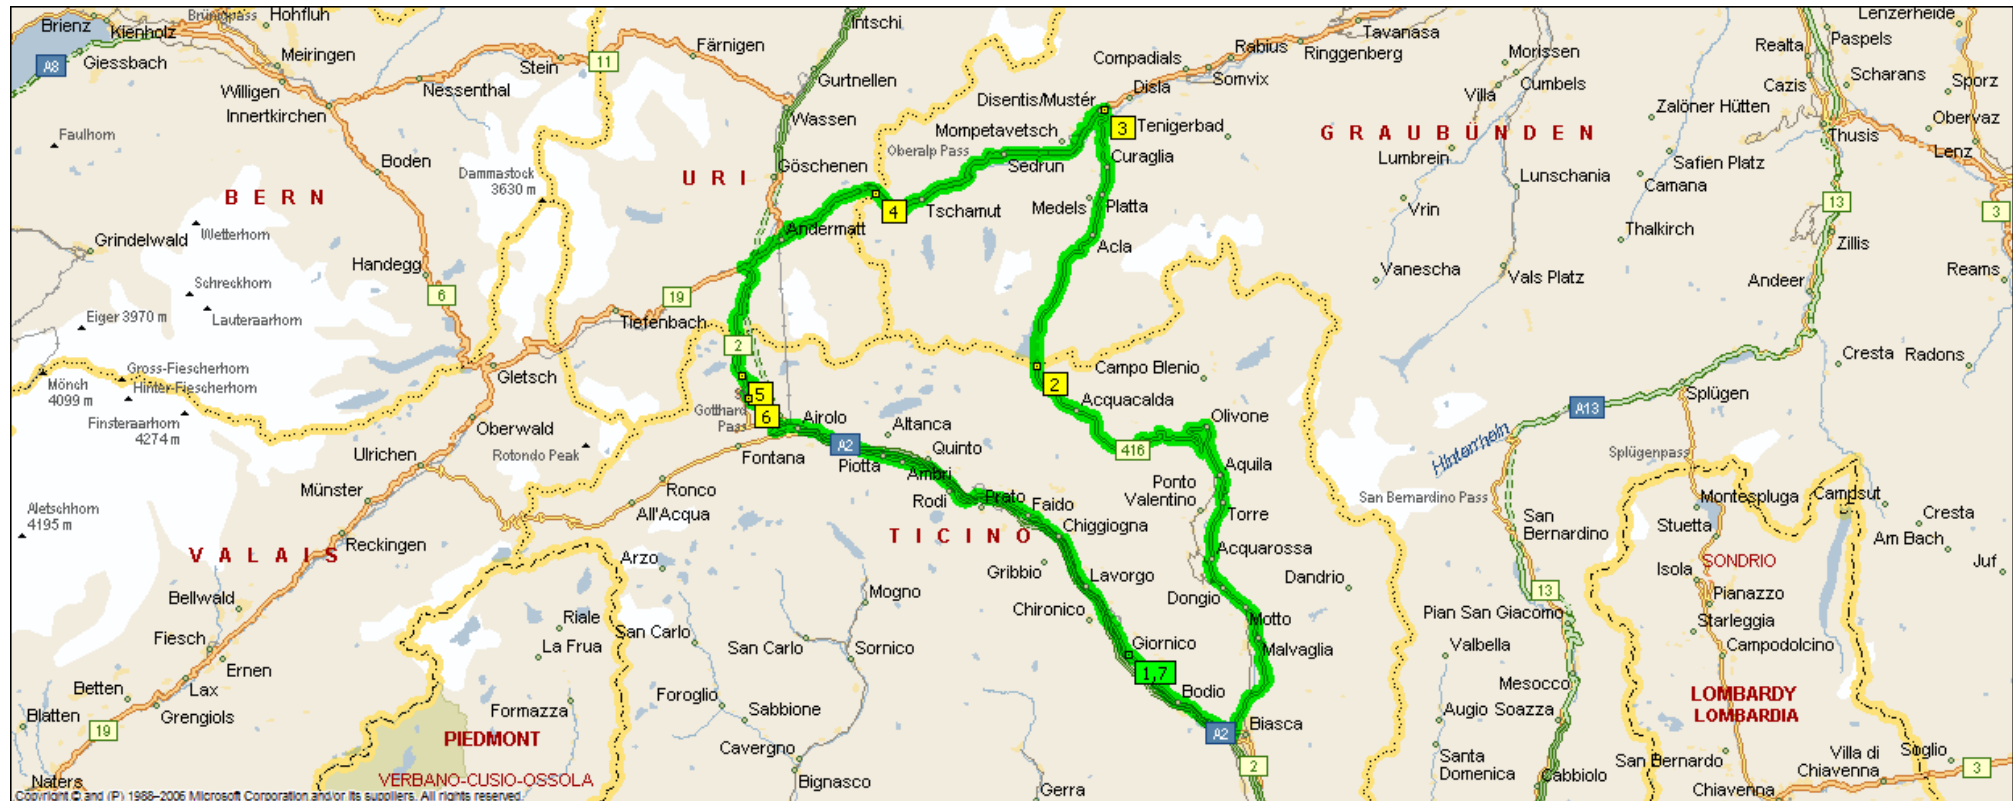 Brienz
Kienholz
Brünigpass
Hohfluh
Intschi
Lenzerheide
Tavanasa
Paspels
Färnigen
Rabius
Ringgenberg
Morissen
Realta
Meiringen
Compadials
Giessbach
A8
Stein
11
Somvix
Cumbels
Cazis
Scharans
Sporz
Gurtnellen
Disla
Villa
Willigen
Nessenthal
Disentis/Mustér
Zalöner Hütten
Innertkirchen
Wassen
3
Tenigerbad
GRAUBÜNDEN
Thusis
Obervaz
Faulhorn
Mompetavetsch
Oberalp Pass
Lenz
Boden
Göschenen
Sedrun
Curaglia
Lumbrein
Safien Platz
Dammastock
3630 m
URI
Lunschania
Camana
BERN
4
Tschamut
Medels
Platta
Vrin
13
3
Wetterhorn
Andermatt
Thalkirch
Grindelwald
Acla
Zillis
Handegg
Vanescha
Vals Platz
Andeer
Reams
Schreckhorn
6
19
Eiger 3970 m
Lauteraarhorn
Tiefenbach
2
Cresta
Radons
Mönch
4099 m
Gross-Fiescherhorn
Hinter-Fiescherhorn
Gletsch
Campo Blenio
2
Splügen
Finsteraarhorn
4274 m
5
6
Gotthard
Pass
Airolo
Acquacalda
A13
Oberwald
Altanca
Olivone
A2
Hinterrhein
Ulrichen
Rotondo Peak
Fontana
Piotta
Quinto
416
Splügenpass
Ambri
Aquila
Münster
Ronco
Rodi
Prato
Ponto
Valentino
San Bernardino Pass
Montespluga
Campsut
Aletschhorn
4195 m
All'Acqua
Faido
Torre
Stuetta
Cresta
Chiggiogna
San
Bernardino
Am Bach
TICINO
VALAIS
Reckingen
Arzo
Acquarossa
SONDRIO
Juf
Gribbio
Lavorgo
Dandrio
Isola
Bellwald
Mogno
Dongio
13
Pianazzo
Chironico
Motto
Pian San Giacomo
Starleggia
Riale
Fiesch
San Carlo
San Carlo
Giornico
Valbella
Campodolcino
La Frua
Sornico
Malvaglia
Ernen
1,7
Mesocco
Betten
Lax
Foroglio
Bodio
LOMBARDY
LOMBARDIA
Blatten
Grengiols
Formazza
Sabbione
Augio
Soazza
19
PIEDMONT
Cavergno
A2
Biasca
Santa
Domenica
San Bernardo
Villa di
Chiavenna
Soglio
2
3
Naters
VERBANO-CUSIO-OSSOLA
Bignasco
Gerra
Cabbiolo
Chiavenna
Copyright © and (P) 1988–2006 Microsoft Corporation and/or its suppliers. All rights reserved.